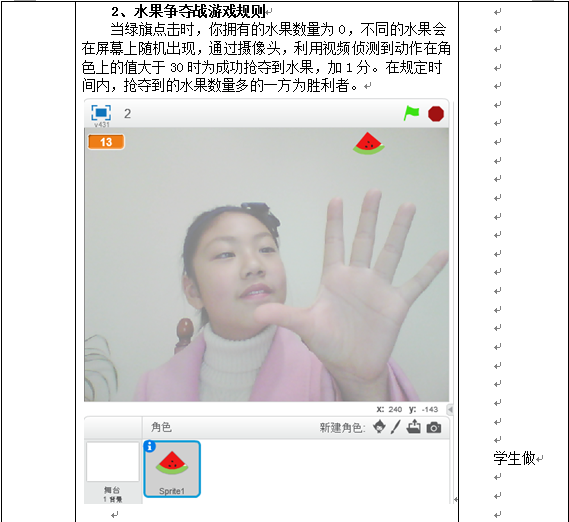 2、水果争夺战游戏规则
当绿旗点击时，你拥有的水果数量为 0，不同的水果会
在屏幕上随机出现，通过摄像头，利用视频侦测到动作在角
色上的值大于 30 时为成功抢夺到水果，加 1 分。在规定时
间内，抢夺到的水果数量多的一方为胜利者。
2
v431
13
x: 240 y: -143
角色
新建角色:
舞台
1 背景
Sprite1
学生做